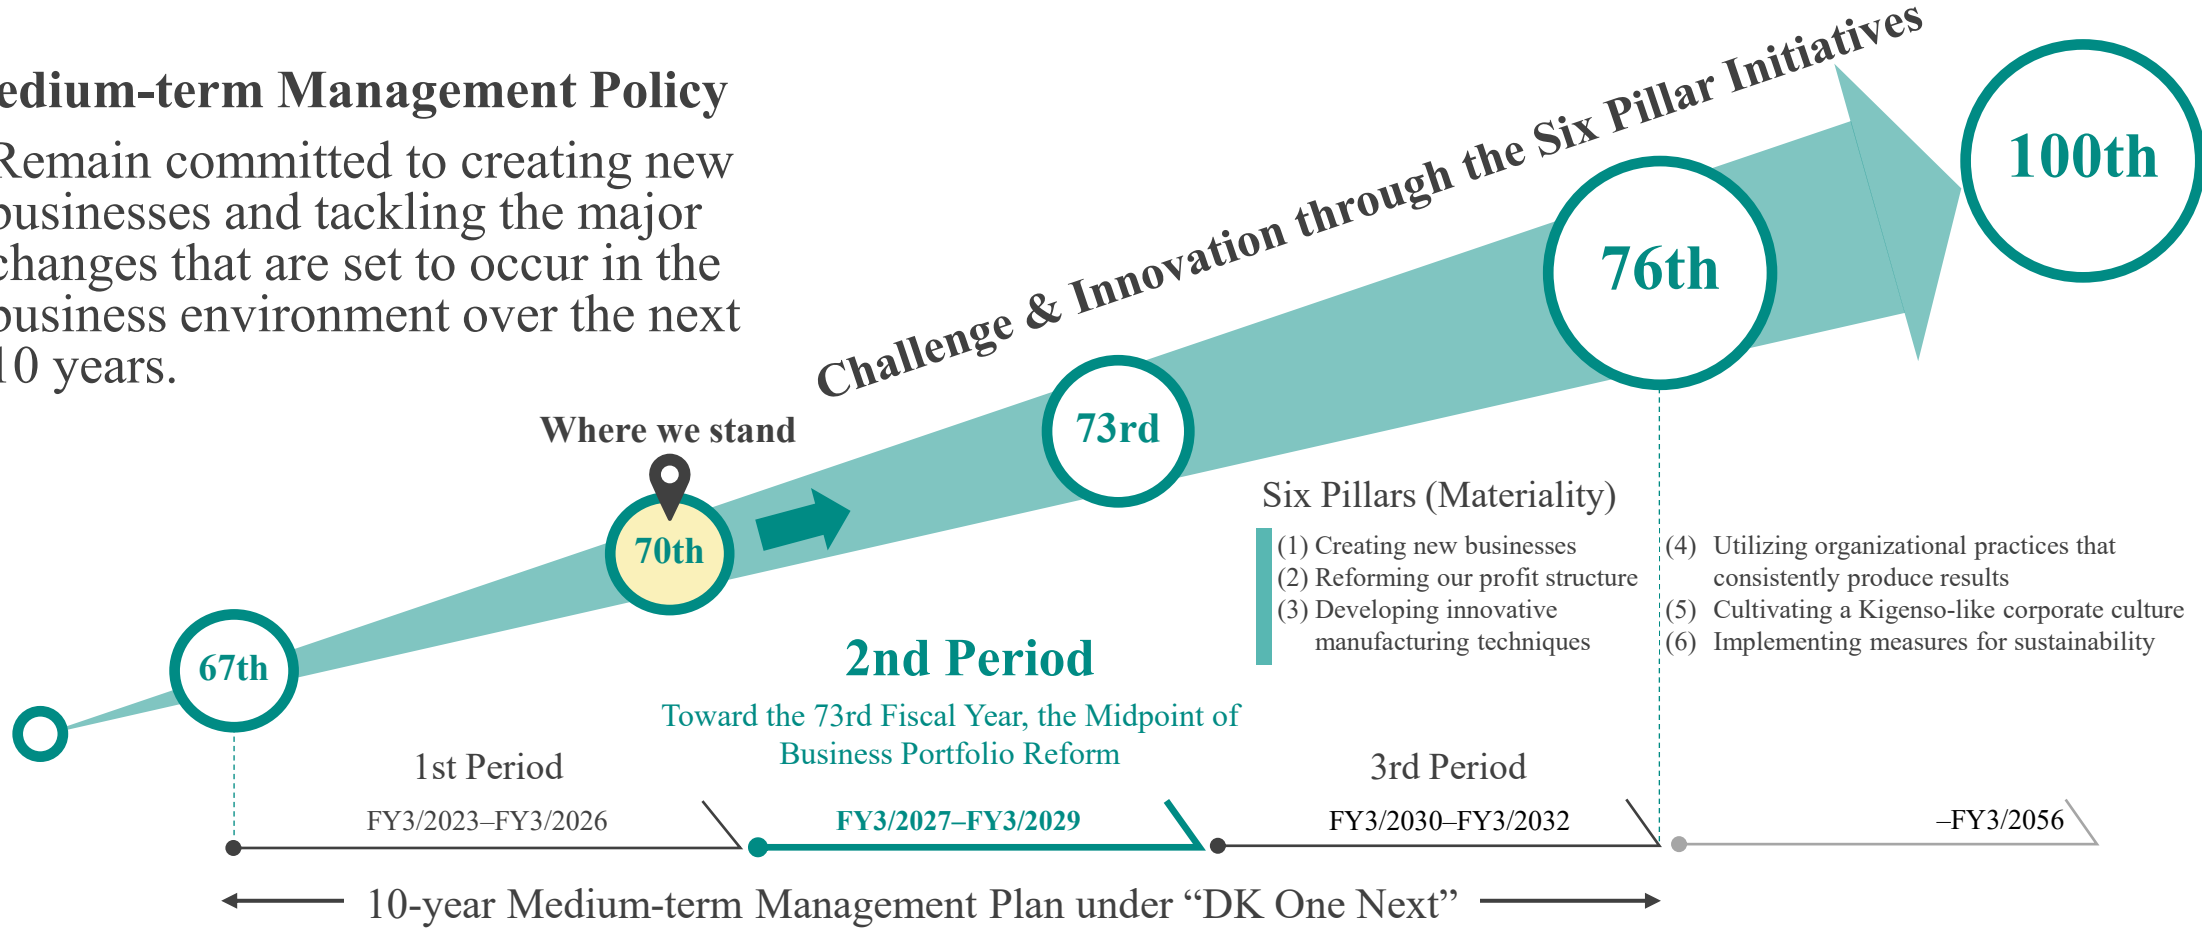 edium-term Management Policy
Remain committed to creating new
businesses and tackling the major
changes that are set to occur in the
business environment over the next
10 years.
Challenge & Innovation through the Six Pillar Initiatives
100th
76th
73rd
Where we stand
70th
67th
Six Pillars (Materiality)
(1) Creating new businesses
(2) Reforming our profit structure
(3) Developing innovative
manufacturing techniques
(4) Utilizing organizational practices that
consistently produce results
(5) Cultivating a Kigenso-like corporate culture
(6) Implementing measures for sustainability
2nd Period
Toward the 73rd Fiscal Year, the Midpoint of
Business Portfolio Reform
1st Period
3rd Period
FY3/2023–FY3/2026
FY3/2027–FY3/2029
FY3/2030–FY3/2032
–FY3/2056
10-year Medium-term Management Plan under “DK One Next”